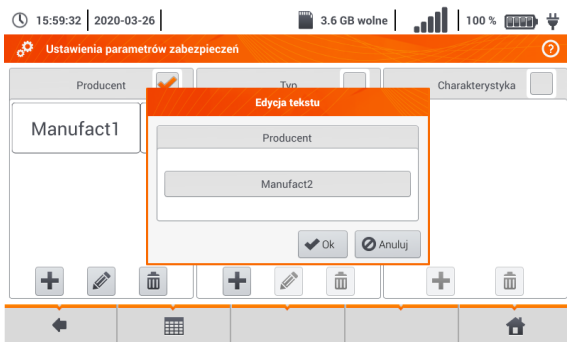 15:59:32 2020-03-26 3.6 GB wolne 100 %
Ustawienia parametrów zabezpieczeń
Producent Typ Charakterystyka
Edycja tekstu
Manufact1
Producent
Manufact2
Ok Anuluj